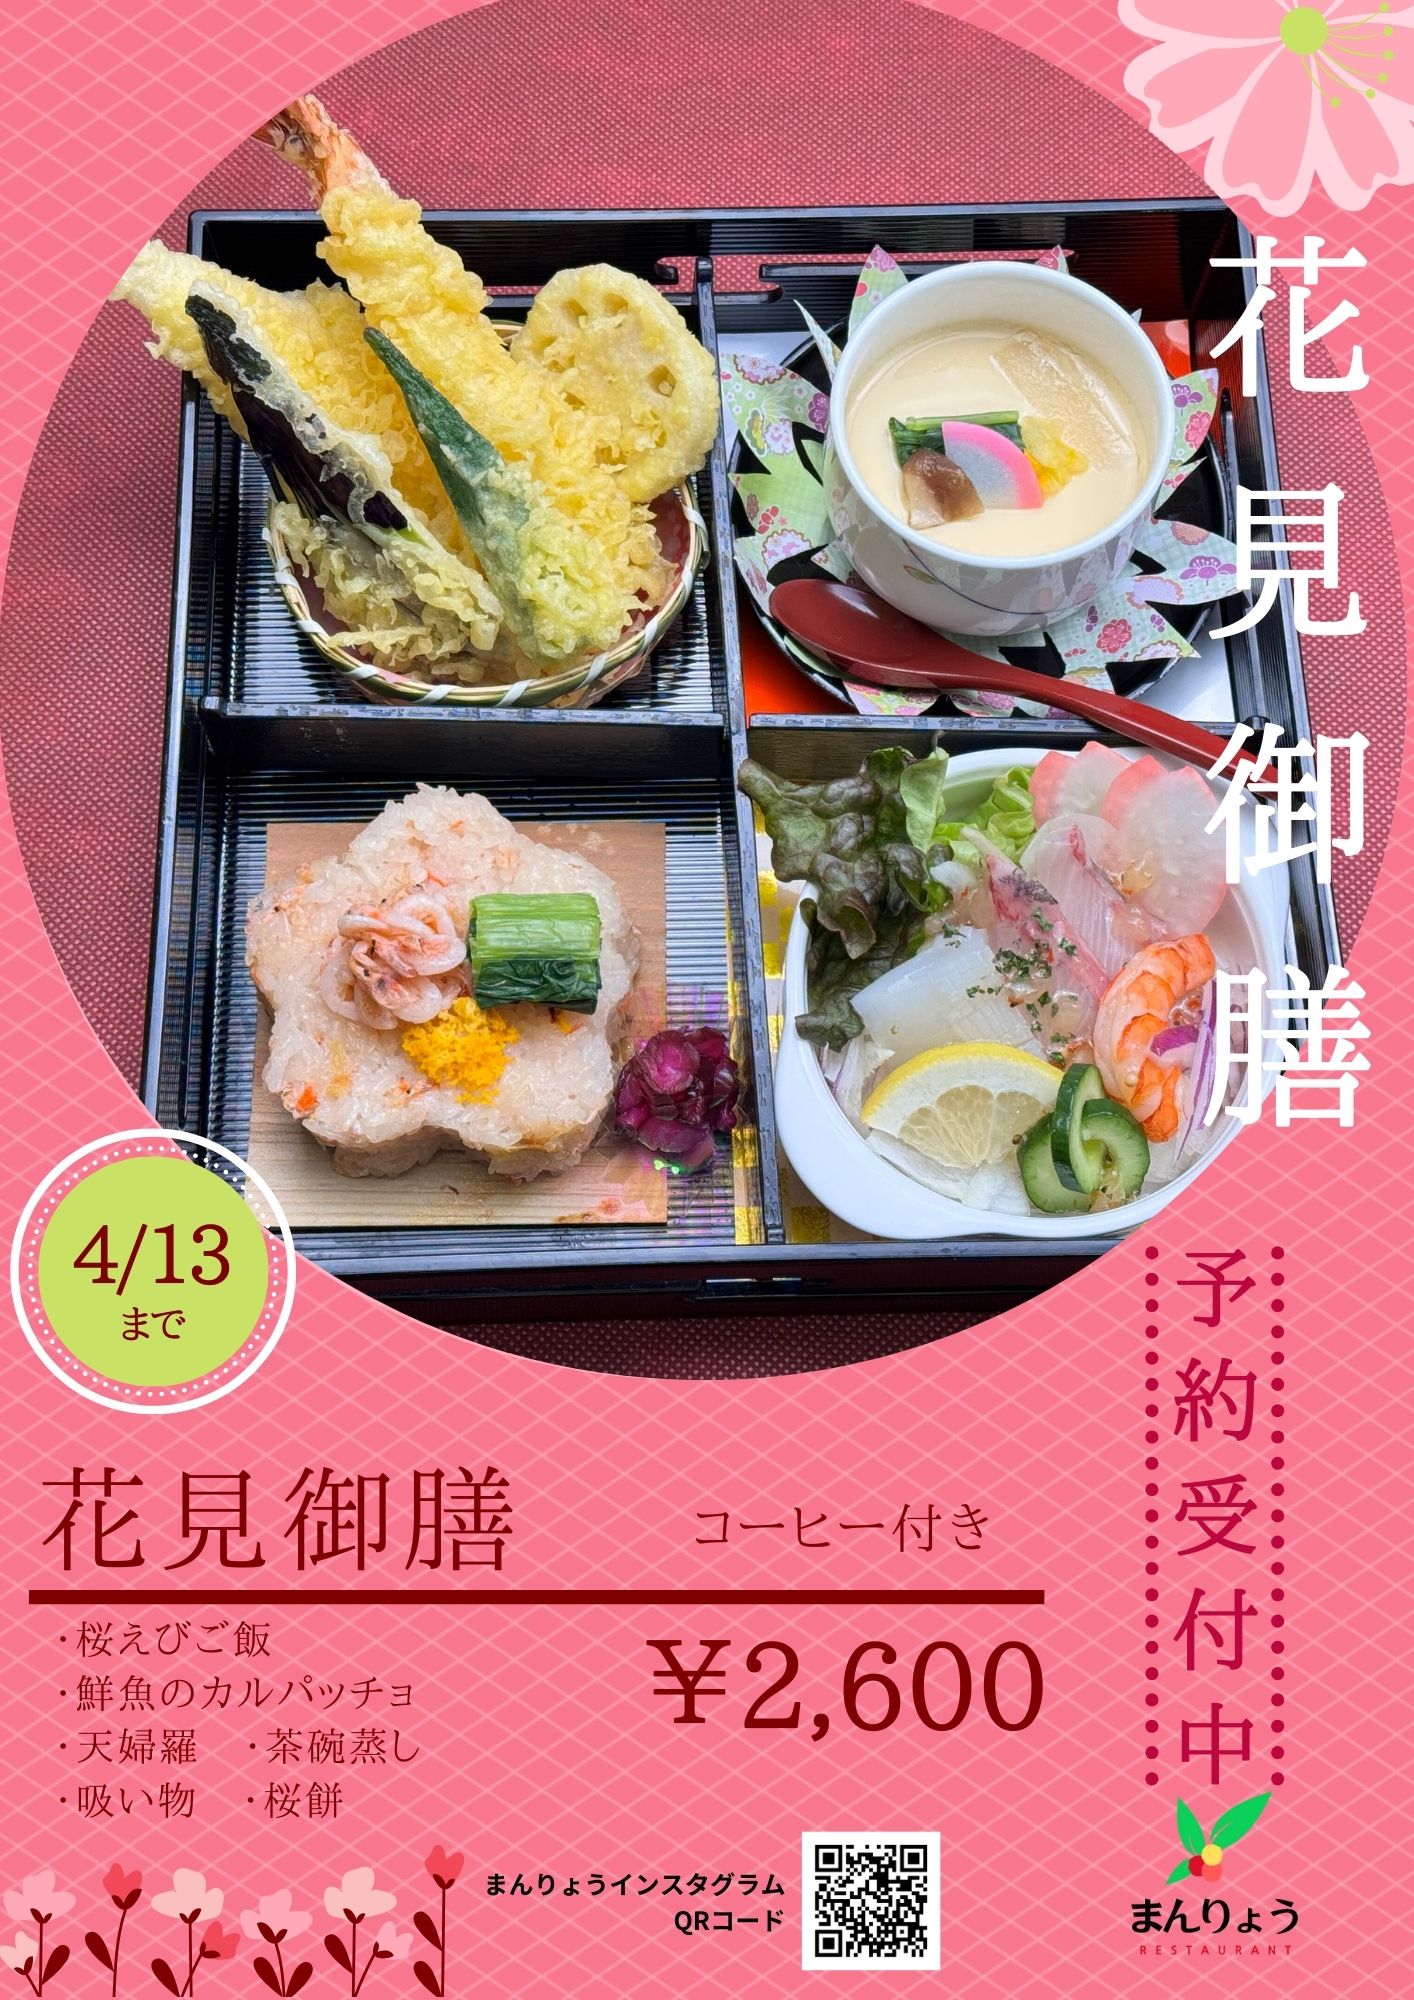 花見御膳
4/13
まで
予約受付中
花見御膳
コーヒー付き
・桜えびご飯
・鮮魚のカルパッチョ
・天婦羅 ・茶碗蒸し
・吸い物 ・桜餅
¥2,600
まんりょうインスタグラム
QRコード
まんりょう
RESTAURANT